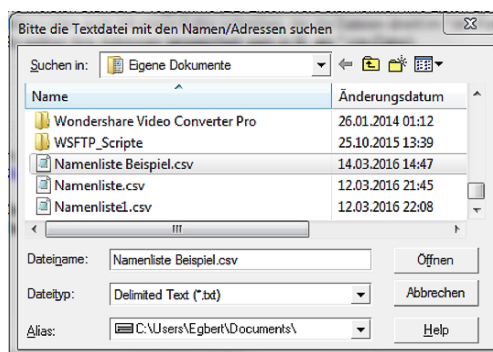 Bitte die Textdatei mit den Namen/Adressen suchen
Suchen in: Eigene Dokumente
Name Änderungsdatum
Wondershare Video Converter Pro 26.01.2014 01:12
WSFTP_Scripte 25.10.2015 13:39
Namenliste Beispiel.csv 14.03.2016 14:47
Namenliste.csv 12.03.2016 21:45
Namenliste1.csv 12.03.2016 22:08
Dateiname: Namenliste Beispiel.csv Öffnen
Dateityp: Delimited Text (*.txt) Abbrechen
Alias: C:\Users\Egbert\Documents\ Help